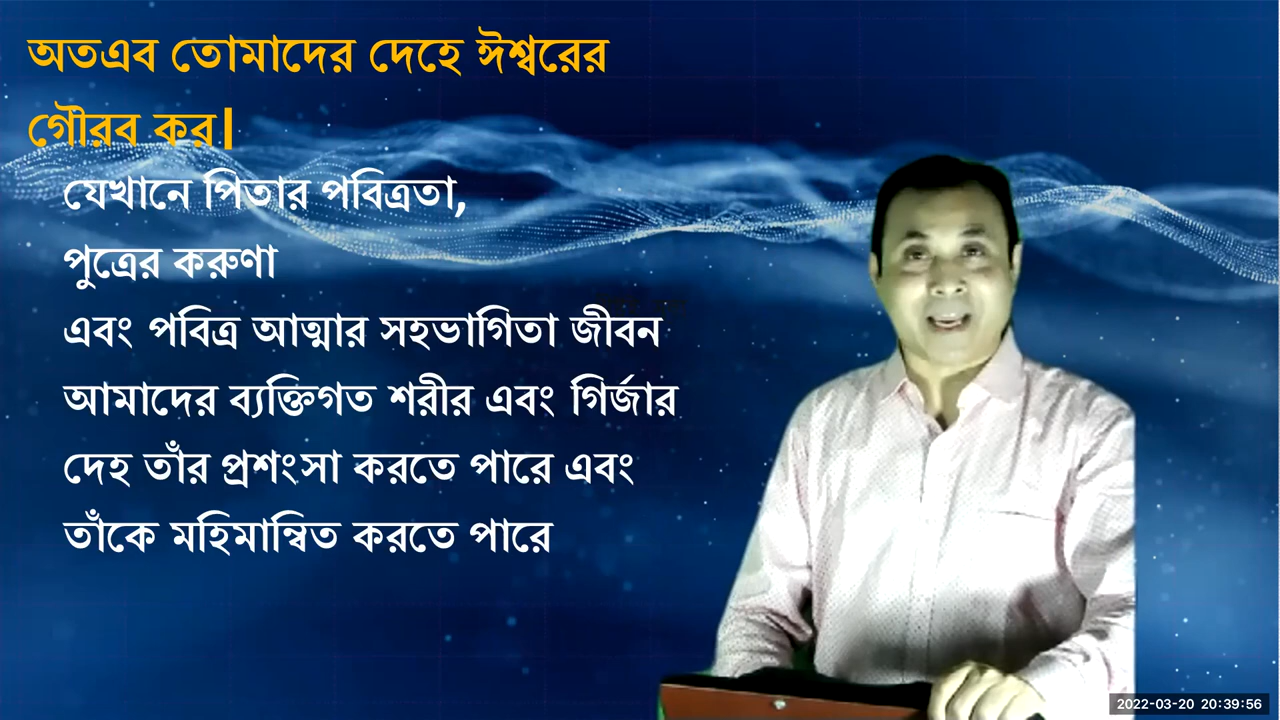 অতএব তোমাদের দেহে ঈশ্বরের
গৌরব কর|
যেখানে পিতার পবিত্রতা,
পুত্রের করুণা
এবং পবিত্র আত্মার সহভাগিতা জীবন
আমাদের ব্যক্তিগত শরীর এবং গির্জার
দেহ তাঁর প্রশংসা করতে পারে এবং
তাঁকে মহিমান্বিত করতে পারে
2022-03-20 20:39:56